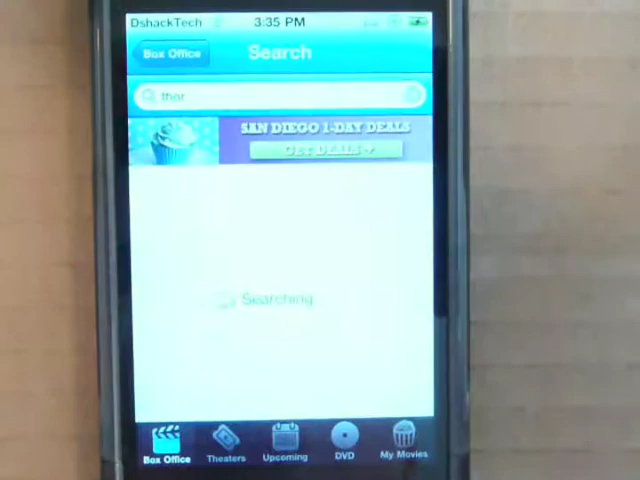 DshackTech 3:35 PM
Box Office Search
thor
SAN DIEGO 1-DAY DEALS
GET DEALS
Searching
Box Office Theaters Upcoming DVD My Movies